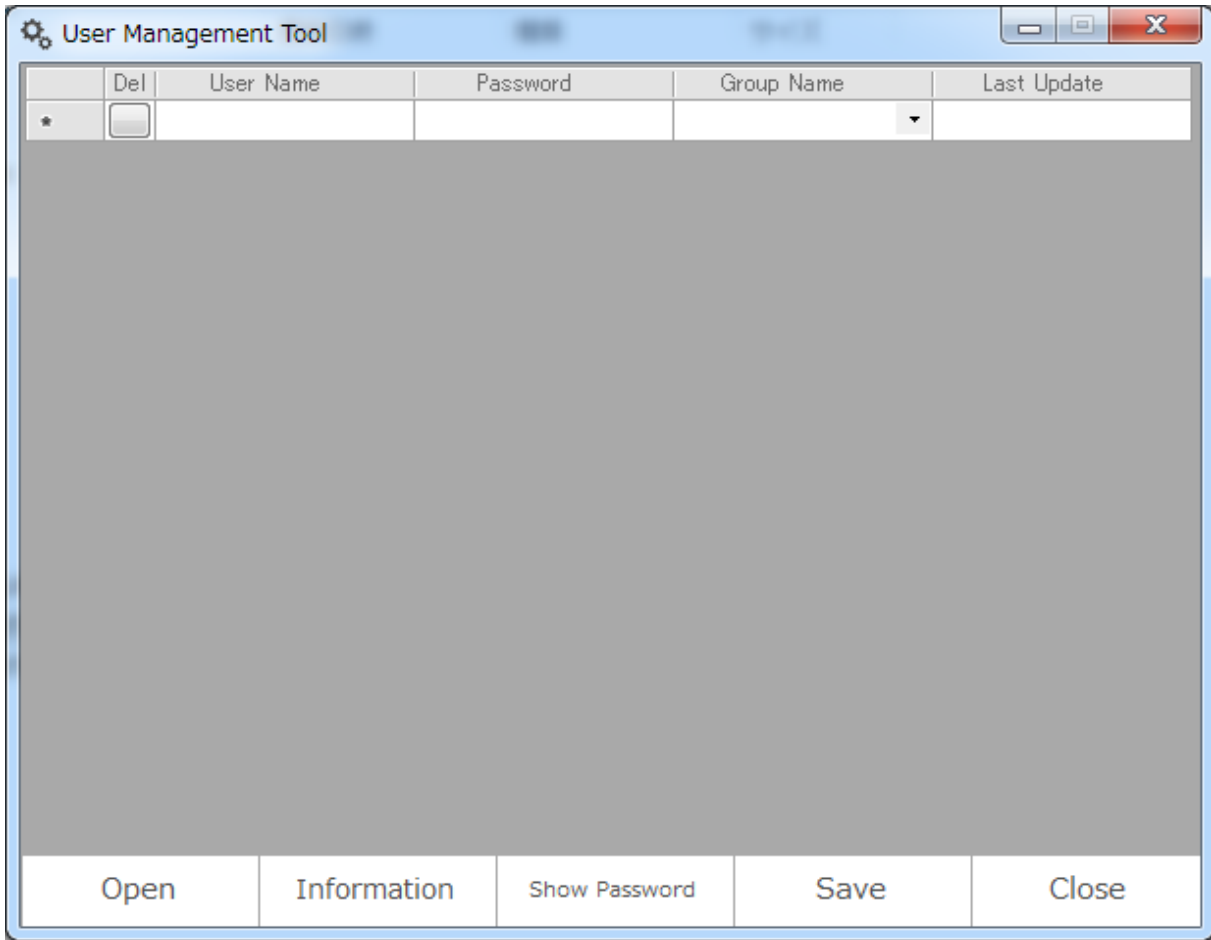 User Management Tool
Del User Name Password Group Name Last Update
*
Open Information Show Password Save Close